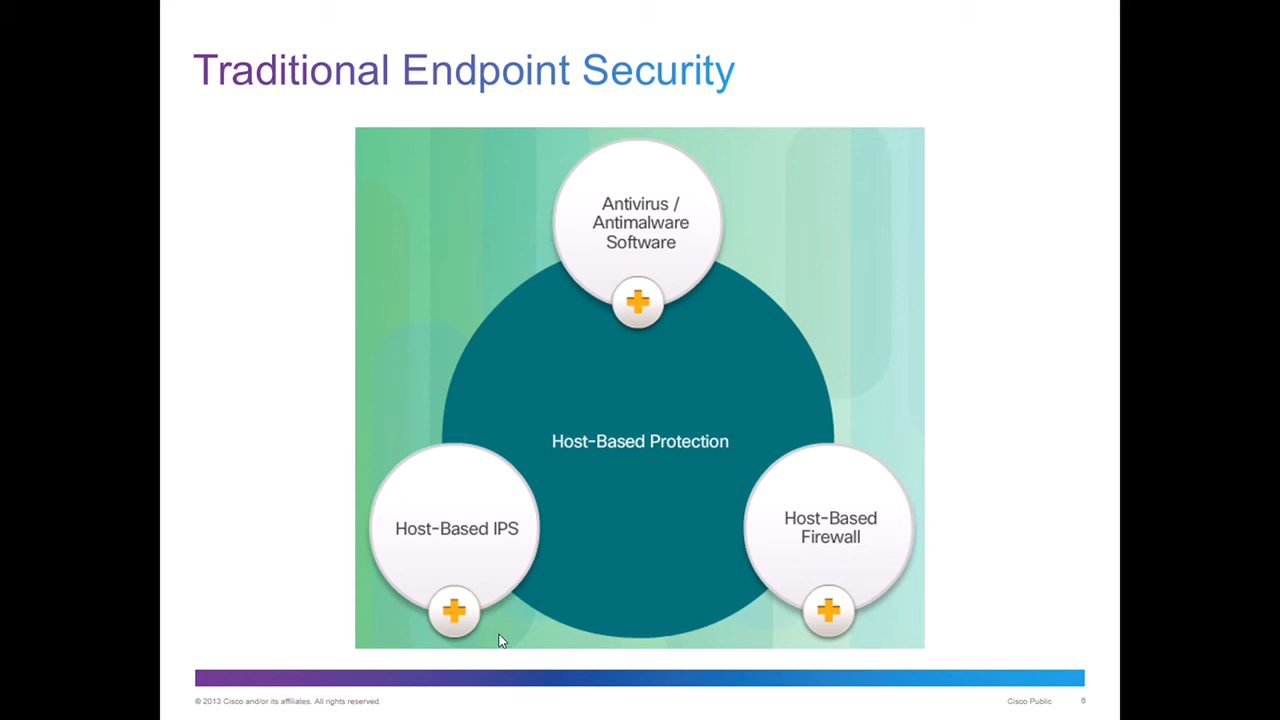 Traditional Endpoint Security
Antivirus /
Antimalware
Software
Host-Based Protection
Host-Based IPS
Host-Based
Firewall
© 2013 Cisco and/or its affiliates. All rights reserved.
Cisco Public
6